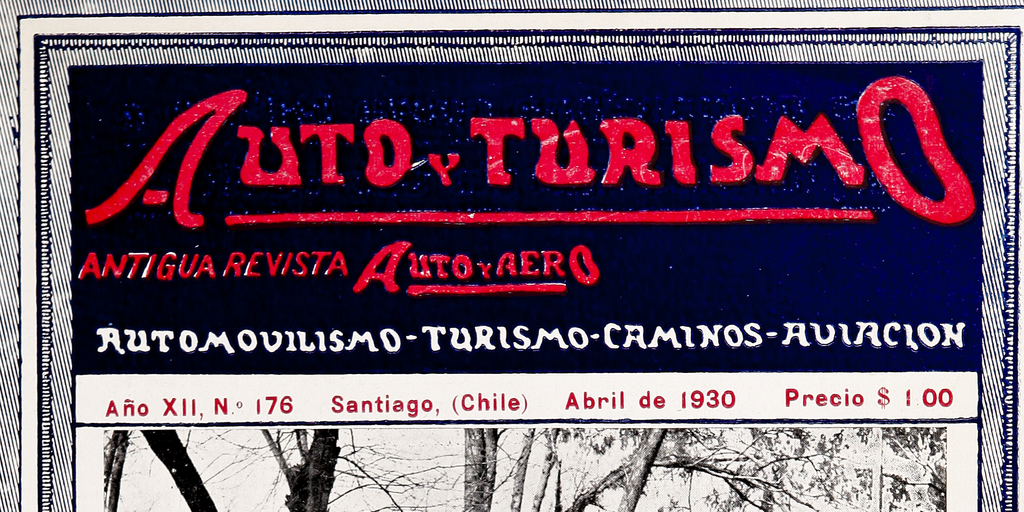 AUTO Y TURISMO
ANTIGUA REVISTA AUTO Y AERO
AUTOMOVILISMO-TURISMO-CAMINOS-AVIACION
Año XII, N.º 176 Santiago, (Chile) Abril de 1930 Precio $ 1.00